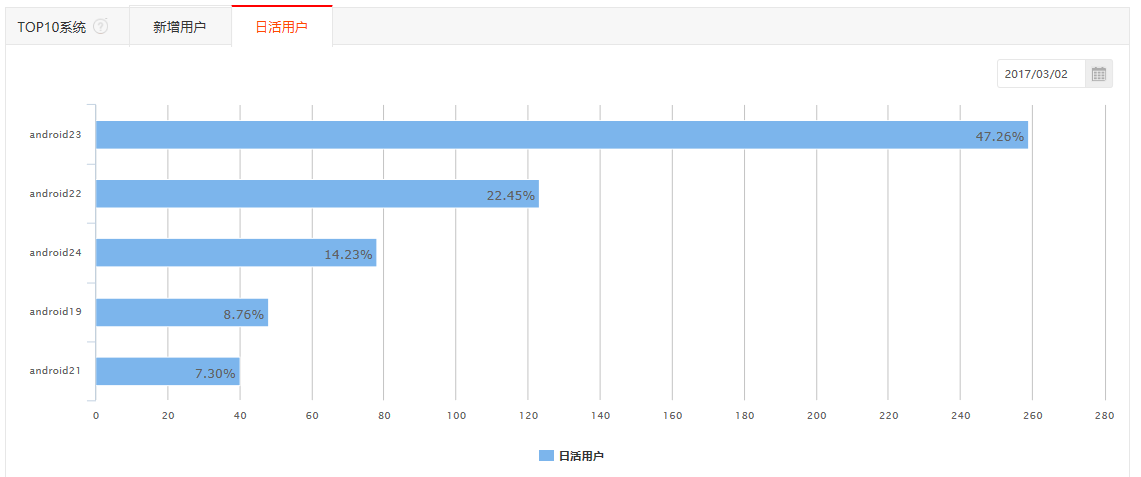 TOP10系统 ? 新增用户 日活用户
2017/03/02
android23 47.26%
android22 22.45%
android24 14.23%
android19 8.76%
android21 7.30%
0 20 40 60 80 100 120 140 160 180 200 220 240 260 280
日活用户